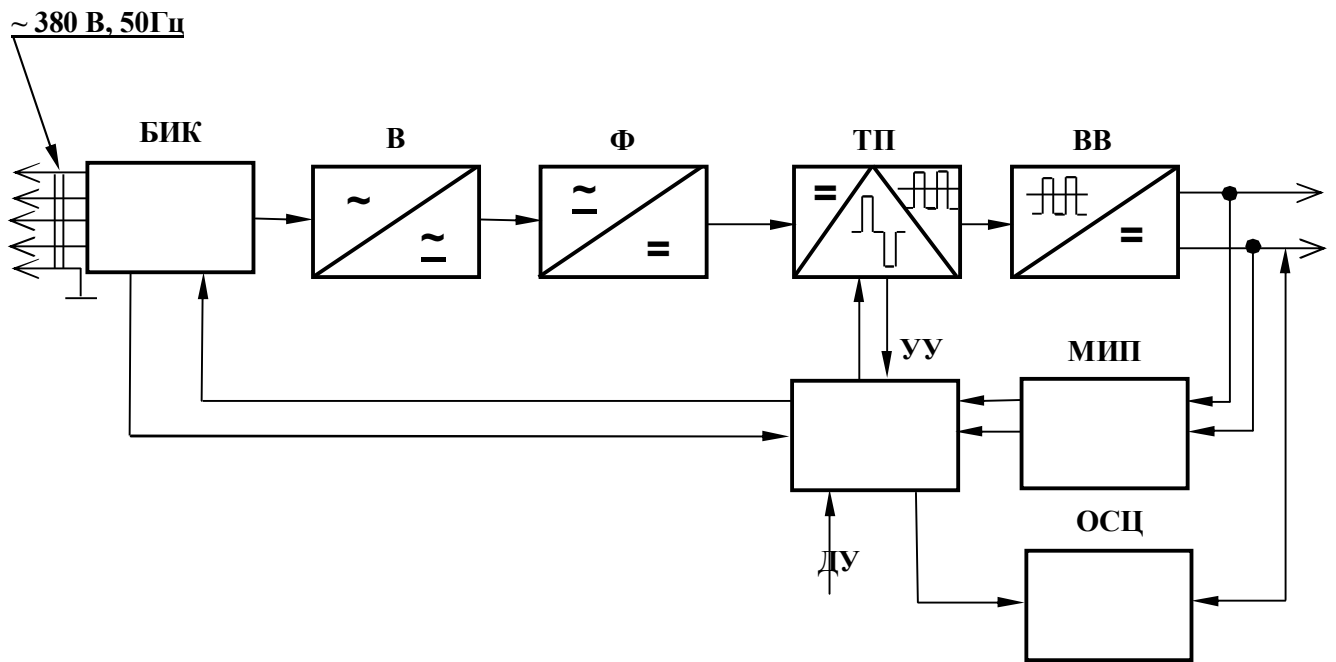 ~ 380 В, 50Гц
БИК
В
Ф
ТП
ВВ
~
≂
≂
=
=
=
УУ
МИП
ОСЦ
ДУ